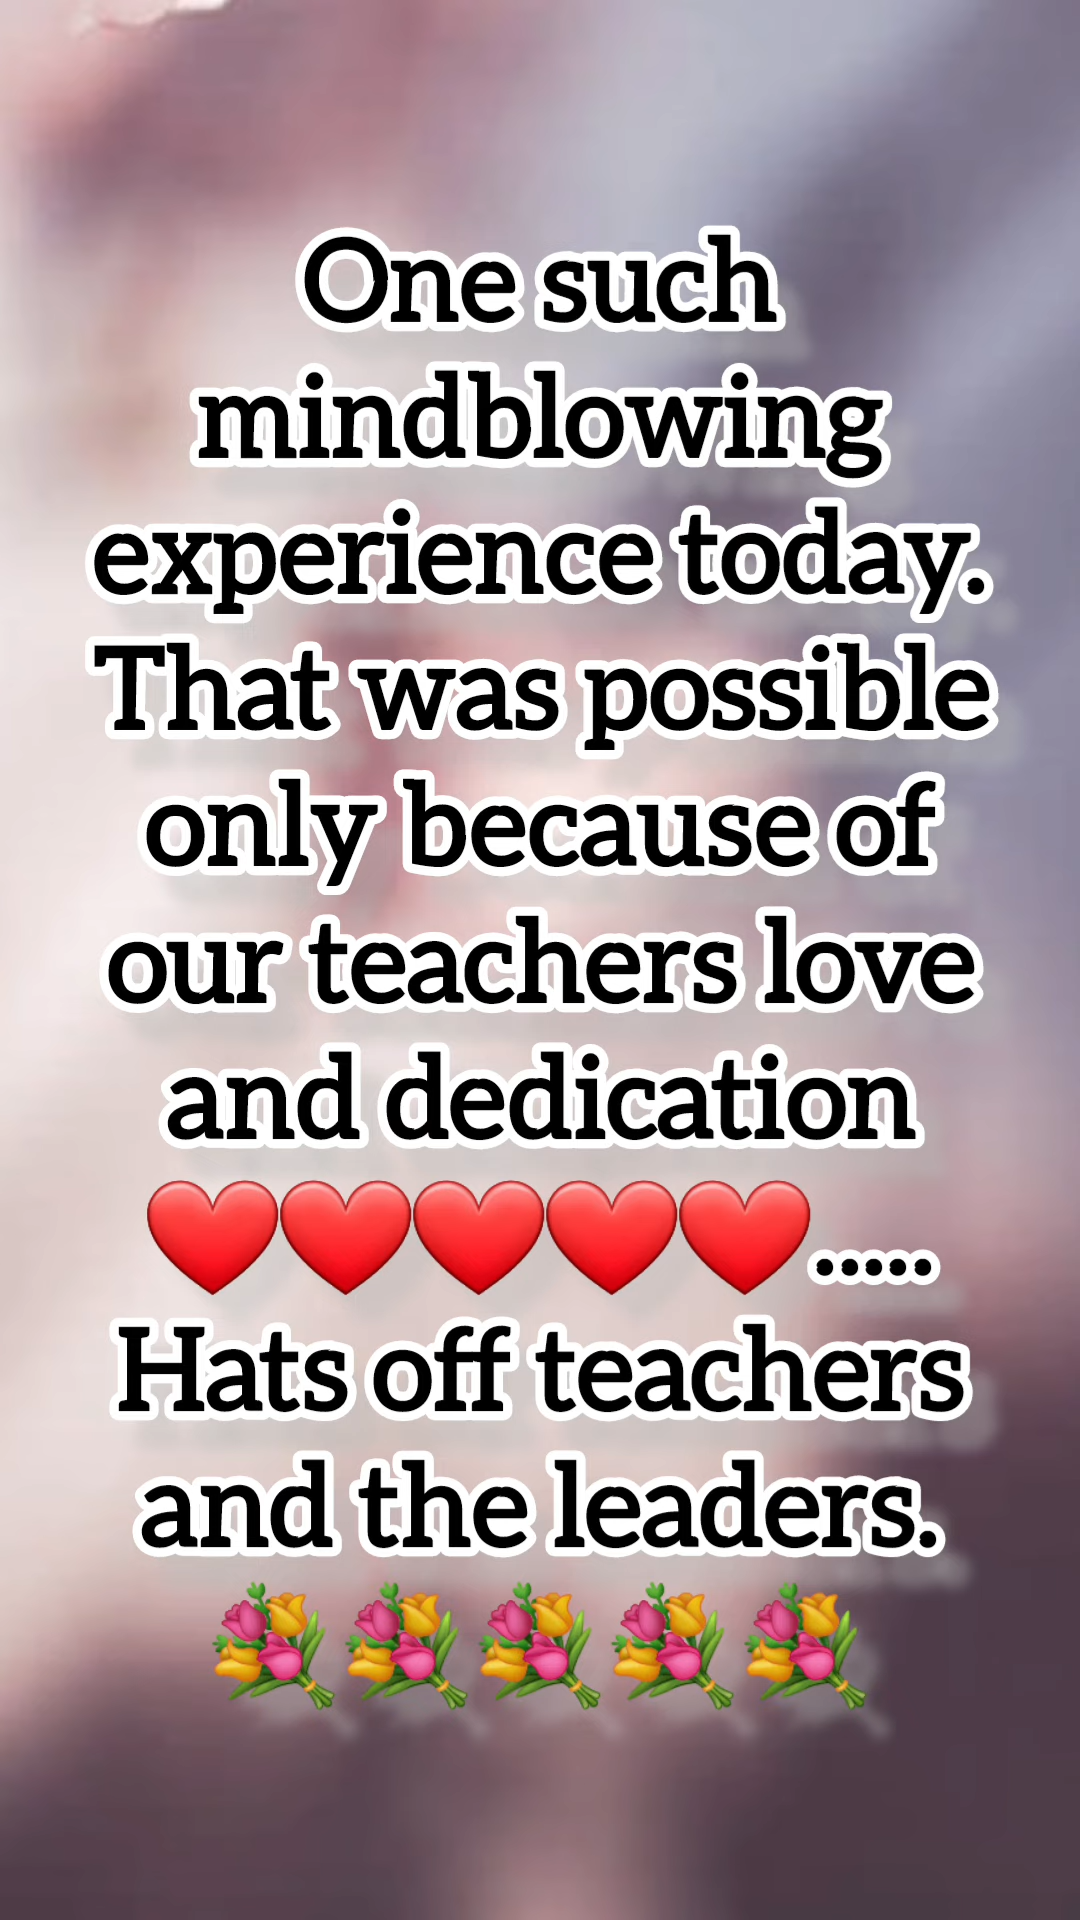 One such
mindblowing
experience today.
That was possible
only because of
our teachers love
and dedication
❤️❤️❤️❤️❤️.....
Hats off teachers
and the leaders.
💐💐💐💐💐